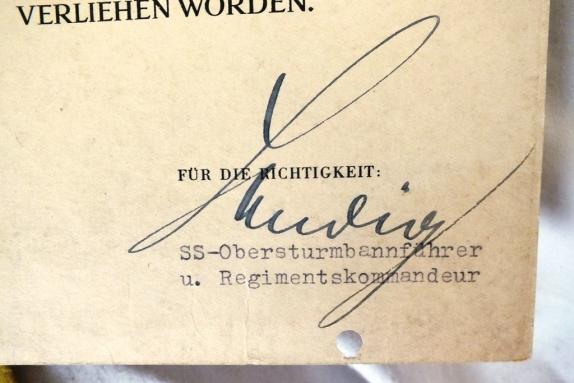 VERLIEHEN WORDEN.
FÜR DIE RICHTIGKEIT:
SS-Obersturmbannführer
u. Regimentskommandeur